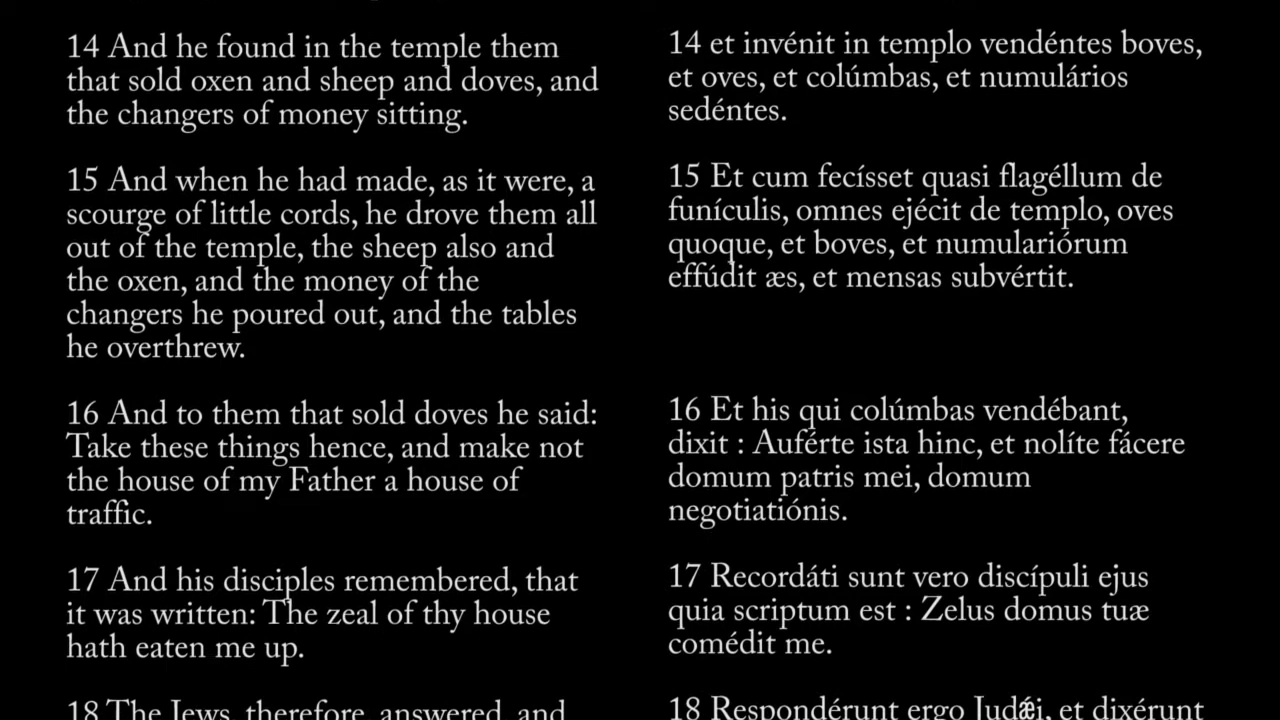 14 And he found in the temple them
that sold oxen and sheep and doves, and
the changers of money sitting.
15 And when he had made, as it were, a
scourge of little cords, he drove them all
out of the temple, the sheep also and
the oxen, and the money of the
changers he poured out, and the tables
he overthrew.
16 And to them that sold doves he said:
Take these things hence, and make not
the house of my Father a house of
traffic.
17 And his disciples remembered, that
it was written: The zeal of thy house
hath eaten me up.
18 The Jews, therefore, answered, and
14 et invénit in templo vendéntes boves,
et oves, et colúmbas, et numulários
sedéntes.
15 Et cum fecísset quasi flagéllum de
funículis, omnes ejécit de templo, oves
quoque, et boves, et numulariórum
effúdit æs, et mensas subvértit.
16 Et his qui colúmbas vendébant,
dixit : Auférte ista hinc, et nolíte fácere
domum patris mei, domum
negotiatiónis.
17 Recordáti sunt vero discípuli ejus
quia scriptum est : Zelus domus tuæ
comédit me.
18 Respondérunt ergo Judǽi, et dixérunt